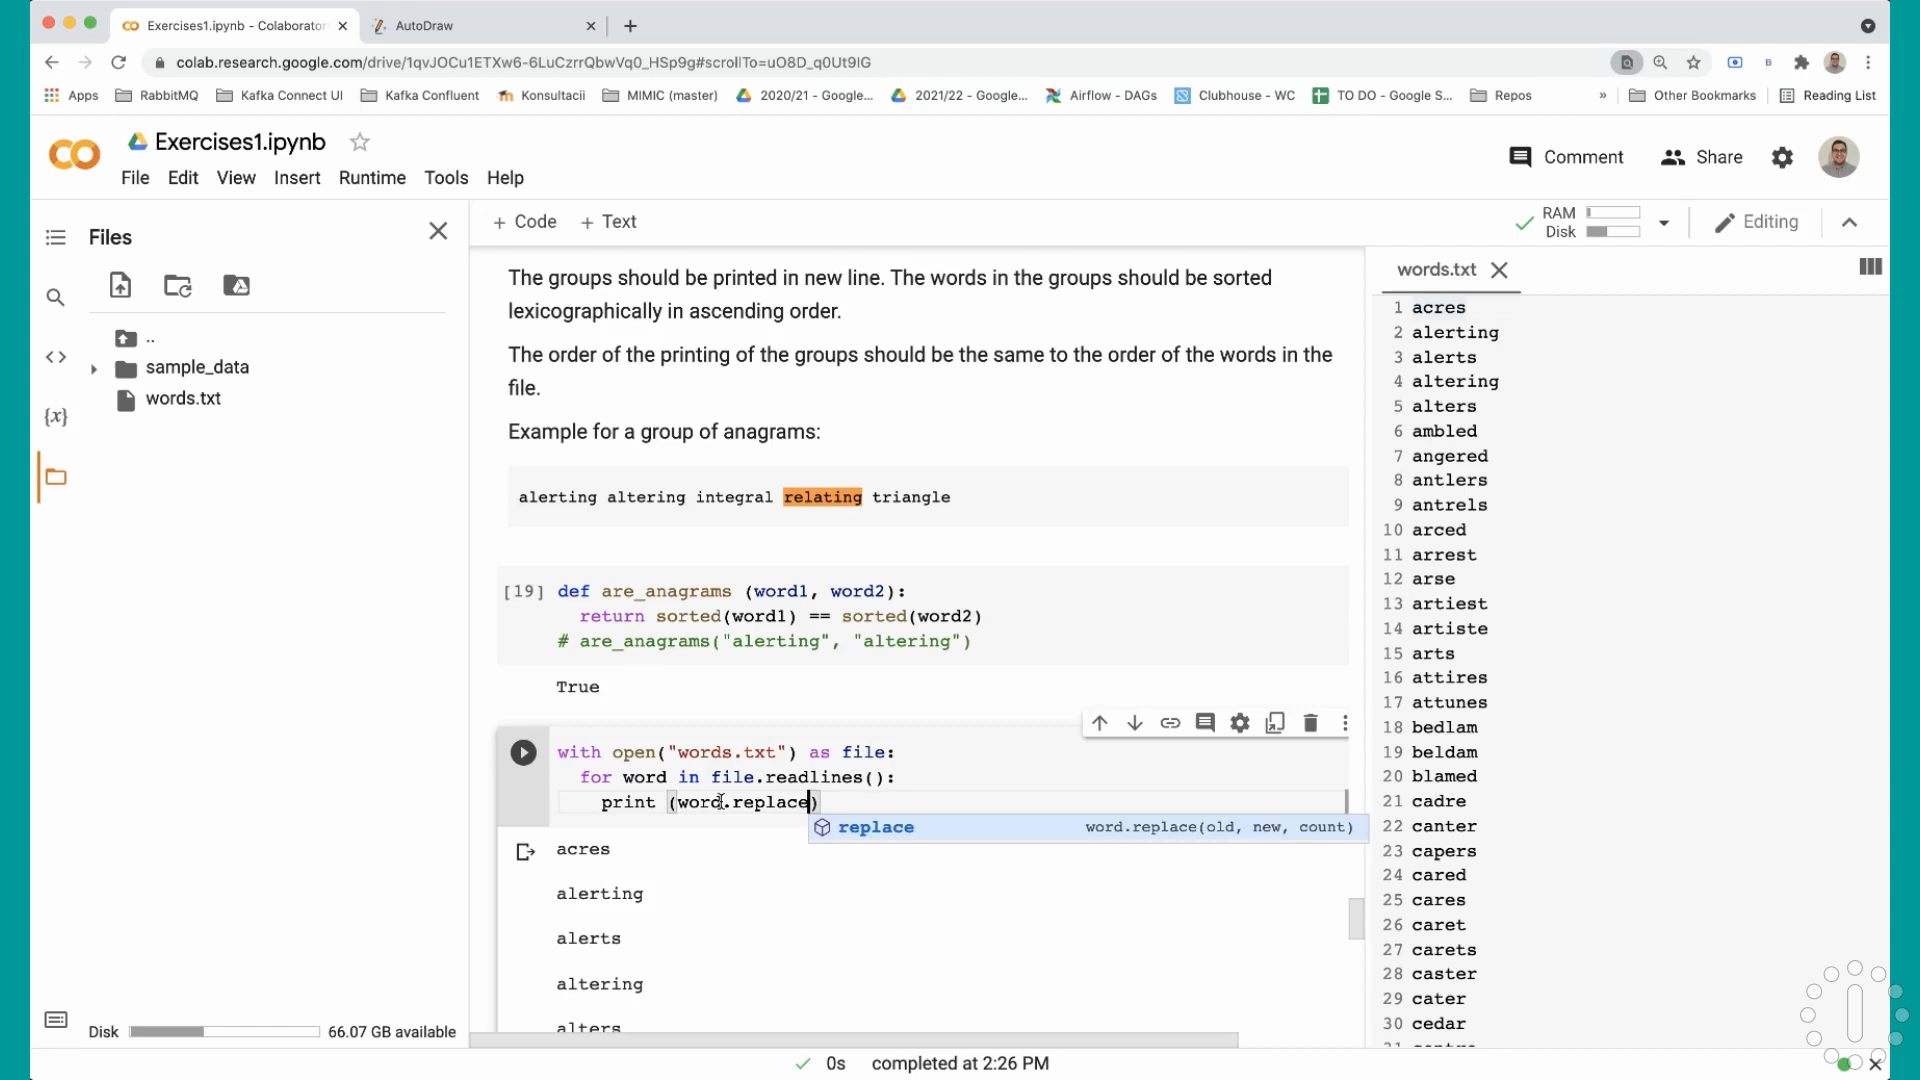 Exercises1.ipynb - Colaborator
AutoDraw
colab.research.google.com/drive/1qvJOCu1ETXw6-6LuCzrrQbwVq0_HSp9g#scrollTo=uO8D_q0Ut9IG
Apps RabbitMQ Kafka Connect UI Kafka Confluent Konsultacii MIMIC (master) 2020/21 - Google... 2021/22 - Google... Airflow - DAGs Clubhouse - WC TO DO - Google S... Repos » Other Bookmarks Reading List
CO Exercises1.ipynb
File Edit View Insert Runtime Tools Help
Comment Share
Files
..
sample_data
words.txt
{x}
Disk 66.07 GB available
+ Code + Text
RAM
Disk
Editing
The groups should be printed in new line. The words in the groups should be sorted
lexicographically in ascending order.
The order of the printing of the groups should be the same to the order of the words in the
file.
Example for a group of anagrams:
alerting altering integral relating triangle
[19] def are_anagrams (word1, word2):
return sorted(word1) == sorted(word2)
# are_anagrams("alerting", "altering")
True
with open("words.txt") as file:
for word in file.readlines():
print (word.replace)
replace word.replace(old, new, count)
acres
alerting
alerts
altering
alters
words.txt
1 acres
2 alerting
3 alerts
4 altering
5 alters
6 ambled
7 angered
8 antlers
9 antrels
10 arced
11 arrest
12 arse
13 artiest
14 artiste
15 arts
16 attires
17 attunes
18 bedlam
19 beldam
20 blamed
21 cadre
22 canter
23 capers
24 cared
25 cares
26 caret
27 carets
28 caster
29 cater
30 cedar
0s completed at 2:26 PM